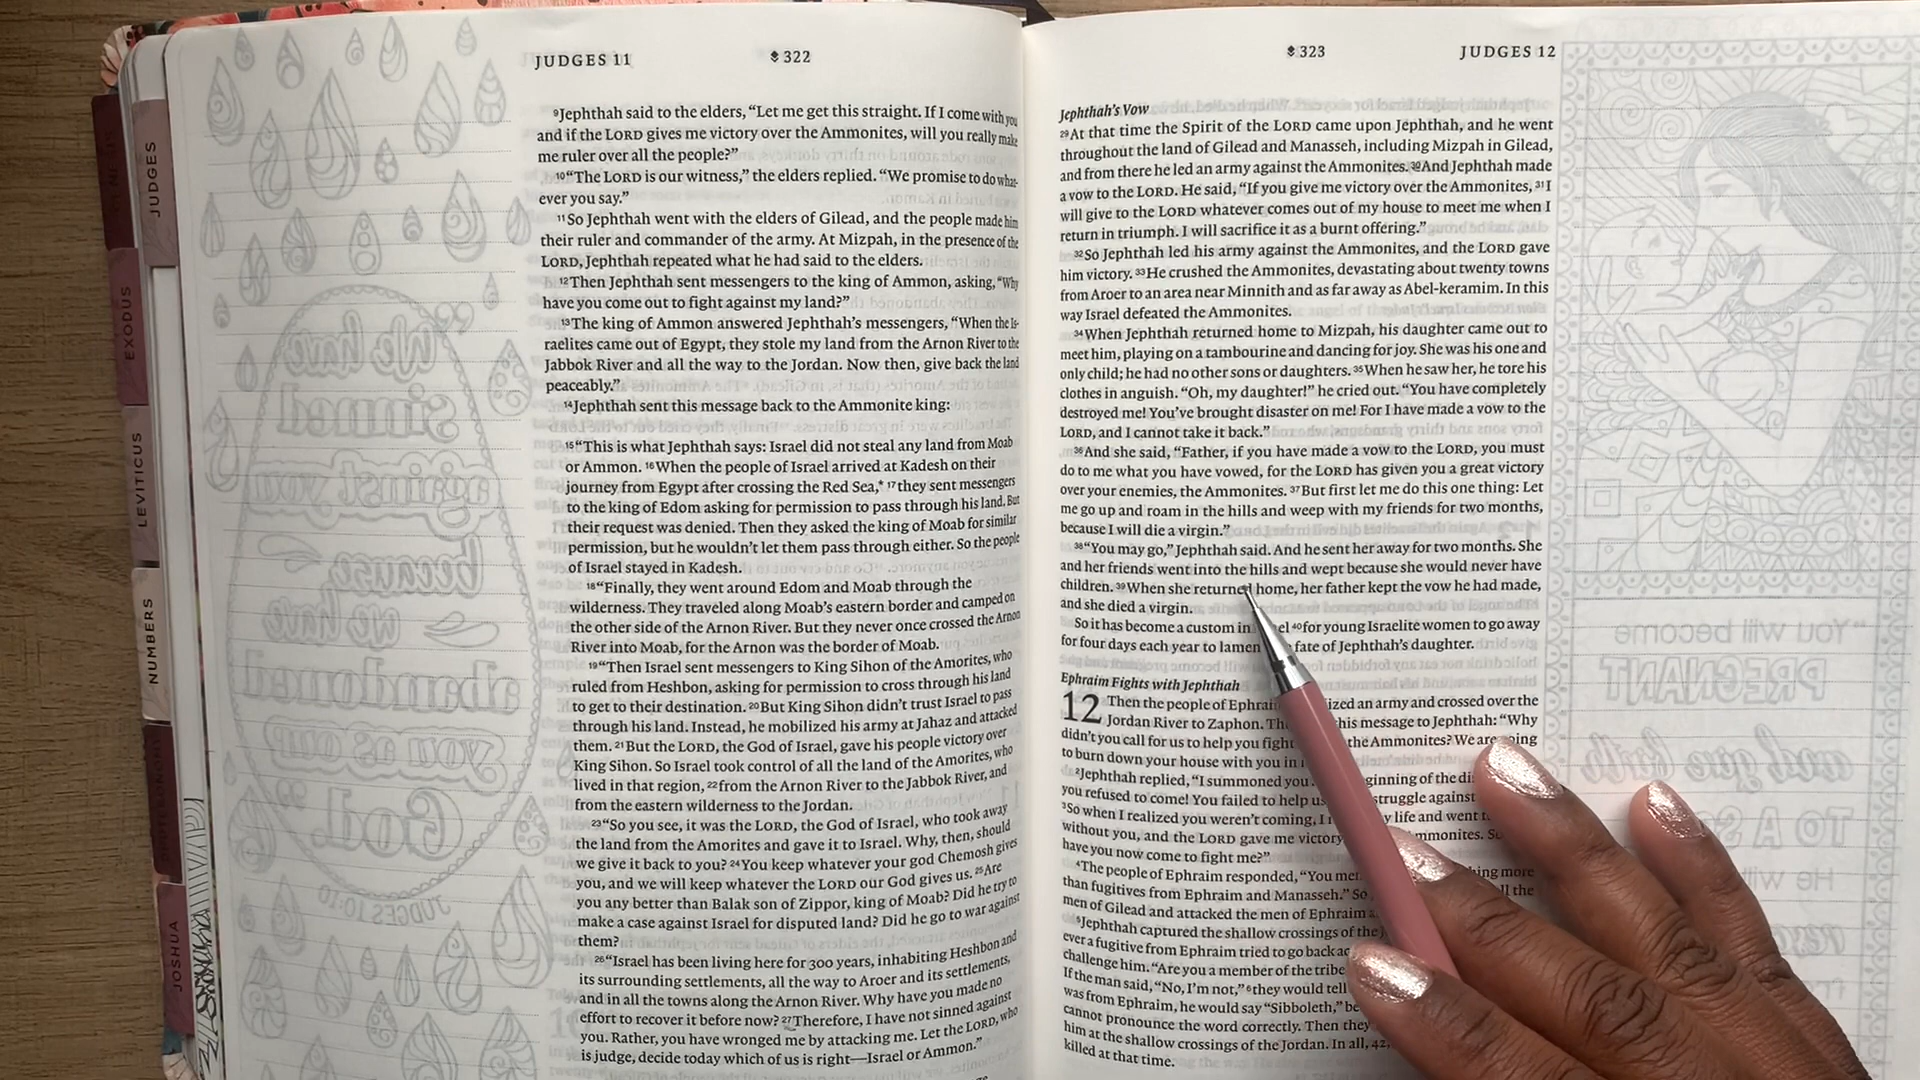 JUDGES 11
322
9Jephthah said to the elders, “Let me get this straight. If I come with you
and if the LORD gives me victory over the Ammonites, will you really make
me ruler over all the people?”
10“The LORD is our witness,” the elders replied. “We promise to do what-
ever you say.”
11So Jephthah went with the elders of Gilead, and the people made him
their ruler and commander of the army. At Mizpah, in the presence of the
LORD, Jephthah repeated what he had said to the elders.
12Then Jephthah sent messengers to the king of Ammon, asking, “Why
have you come out to fight against my land?”
13The king of Ammon answered Jephthah’s messengers, “When the Is-
raelites came out of Egypt, they stole my land from the Arnon River to the
Jabbok River and all the way to the Jordan. Now then, give back the land
peaceably.”
14Jephthah sent this message back to the Ammonite king:
15“This is what Jephthah says: Israel did not steal any land from Moab
or Ammon. 16When the people of Israel arrived at Kadesh on their
journey from Egypt after crossing the Red Sea,* 17they sent messengers
to the king of Edom asking for permission to pass through his land. But
their request was denied. Then they asked the king of Moab for similar
permission, but he wouldn’t let them pass through either. So the people
of Israel stayed in Kadesh.
18“Finally, they went around Edom and Moab through the
wilderness. They traveled along Moab’s eastern border and camped on
the other side of the Arnon River. But they never once crossed the Arnon
River into Moab, for the Arnon was the border of Moab.
19“Then Israel sent messengers to King Sihon of the Amorites, who
ruled from Heshbon, asking for permission to cross through his land
to get to their destination. 20But King Sihon didn’t trust Israel to pass
through his land. Instead, he mobilized his army at Jahaz and attacked
them. 21But the LORD, the God of Israel, gave his people victory over
King Sihon. So Israel took control of all the land of the Amorites, who
lived in that region, 22from the Arnon River to the Jabbok River, and
from the eastern wilderness to the Jordan.
23“So you see, it was the LORD, the God of Israel, who took away
the land from the Amorites and gave it to Israel. Why, then, should
we give it back to you? 24You keep whatever your god Chemosh gives
you, and we will keep whatever the LORD our God gives us. 25Are
you any better than Balak son of Zippor, king of Moab? Did he try to
make a case against Israel for disputed land? Did he go to war against
them?
26“Israel has been living here for 300 years, inhabiting Heshbon and
its surrounding settlements, all the way to Aroer and its settlements,
and in all the towns along the Arnon River. Why have you made no
effort to recover it before now? 27Therefore, I have not sinned against
you. Rather, you have wronged me by attacking me. Let the LORD, who
is judge, decide today which of us is right—Israel or Ammon.”
323
JUDGES 12
Jephthah’s Vow
29At that time the Spirit of the LORD came upon Jephthah, and he went
throughout the land of Gilead and Manasseh, including Mizpah in Gilead,
and from there he led an army against the Ammonites. 30And Jephthah made
a vow to the LORD. He said, “If you give me victory over the Ammonites, 31I
will give to the LORD whatever comes out of my house to meet me when I
return in triumph. I will sacrifice it as a burnt offering.”
32So Jephthah led his army against the Ammonites, and the LORD gave
him victory. 33He crushed the Ammonites, devastating about twenty towns
from Aroer to an area near Minnith and as far away as Abel-keramim. In this
way Israel defeated the Ammonites.
34When Jephthah returned home to Mizpah, his daughter came out to
meet him, playing on a tambourine and dancing for joy. She was his one and
only child; he had no other sons or daughters. 35When he saw her, he tore his
clothes in anguish. “Oh, my daughter!” he cried out. “You have completely
destroyed me! You’ve brought disaster on me! For I have made a vow to the
LORD, and I cannot take it back.”
36And she said, “Father, if you have made a vow to the LORD, you must
do to me what you have vowed, for the LORD has given you a great victory
over your enemies, the Ammonites. 37But first let me do this one thing: Let
me go up and roam in the hills and weep with my friends for two months,
because I will die a virgin.”
38“You may go,” Jephthah said. And he sent her away for two months. She
and her friends went into the hills and wept because she would never have
children. 39When she returned home, her father kept the vow he had made,
and she died a virgin.
So it has become a custom in el 40for young Israelite women to go away
for four days each year to lamen fate of Jephthah’s daughter.
Ephraim Fights with Jephthah
12 Then the people of Ephraim ized an army and crossed over the
Jordan River to Zaphon. Th his message to Jephthah: “Why
didn’t you call for us to help you fight the Ammonites? We are going
to burn down your house with you in
2Jephthah replied, “I summoned you ginning of the di
you refused to come! You failed to help us struggle against
3So when I realized you weren’t coming, I y life and went
without you, and the LORD gave me victory mmonites. So
have you now come to fight me?”
4The people of Ephraim responded, “You me thing more
than fugitives from Ephraim and Manasseh.” So ll the
men of Gilead and attacked the men of Ephraim
5Jephthah captured the shallow crossings of the
ever a fugitive from Ephraim tried to go back ac
challenge him. “Are you a member of the tribe
If the man said, “No, I’m not,” 6they would tell
was from Ephraim, he would say “Sibboleth,” be
cannot pronounce the word correctly. Then they
him at the shallow crossings of the Jordan. In all, 42,
killed at that time.
JUDGES
EXODUS
LEVITICUS
NUMBERS
JOSHUA
“We have
sinned
against you
because
we have
abandoned
you as our
God.”
JUDGES 10:10
“You will become
PREGNANT
and give birth
TO A SO
He wi